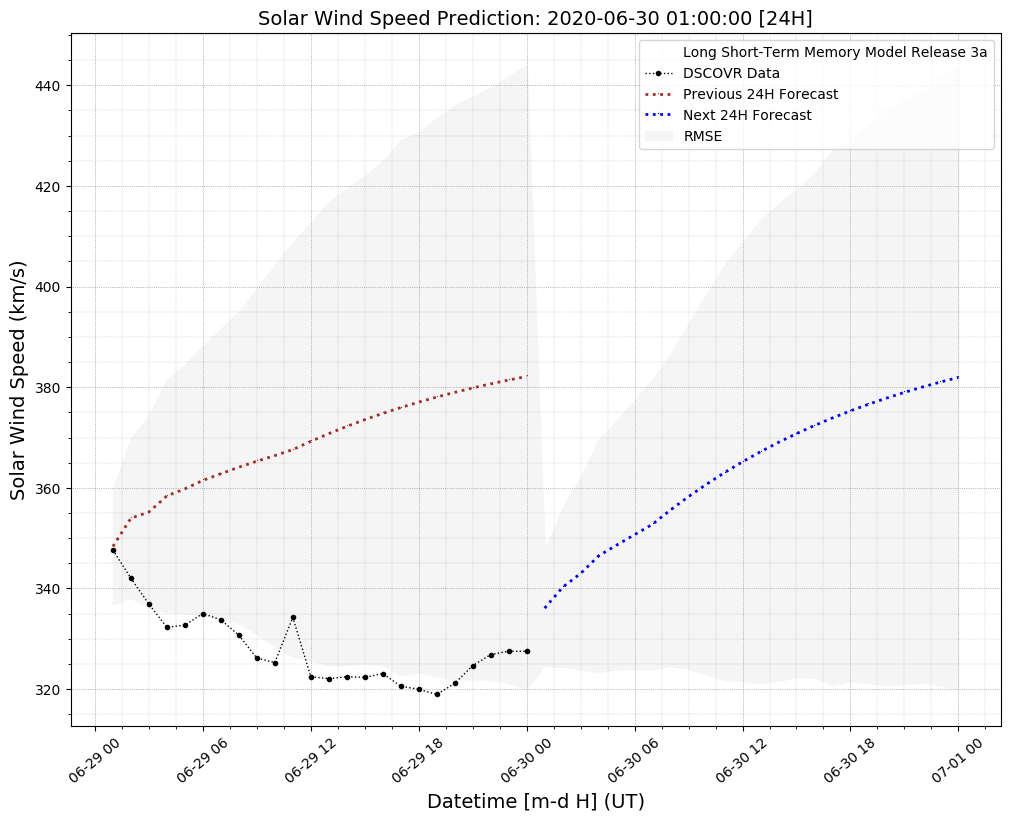 Solar Wind Speed Prediction: 2020-06-30 01:00:00 [24H]
Long Short-Term Memory Model Release 3a
DSCOVR Data
Previous 24H Forecast
Next 24H Forecast
RMSE
Solar Wind Speed (km/s)
440
420
400
380
360
340
320
06-29 00
06-29 06
06-29 12
06-29 18
06-30 00
06-30 06
06-30 12
06-30 18
07-01 00
Datetime [m-d H] (UT)